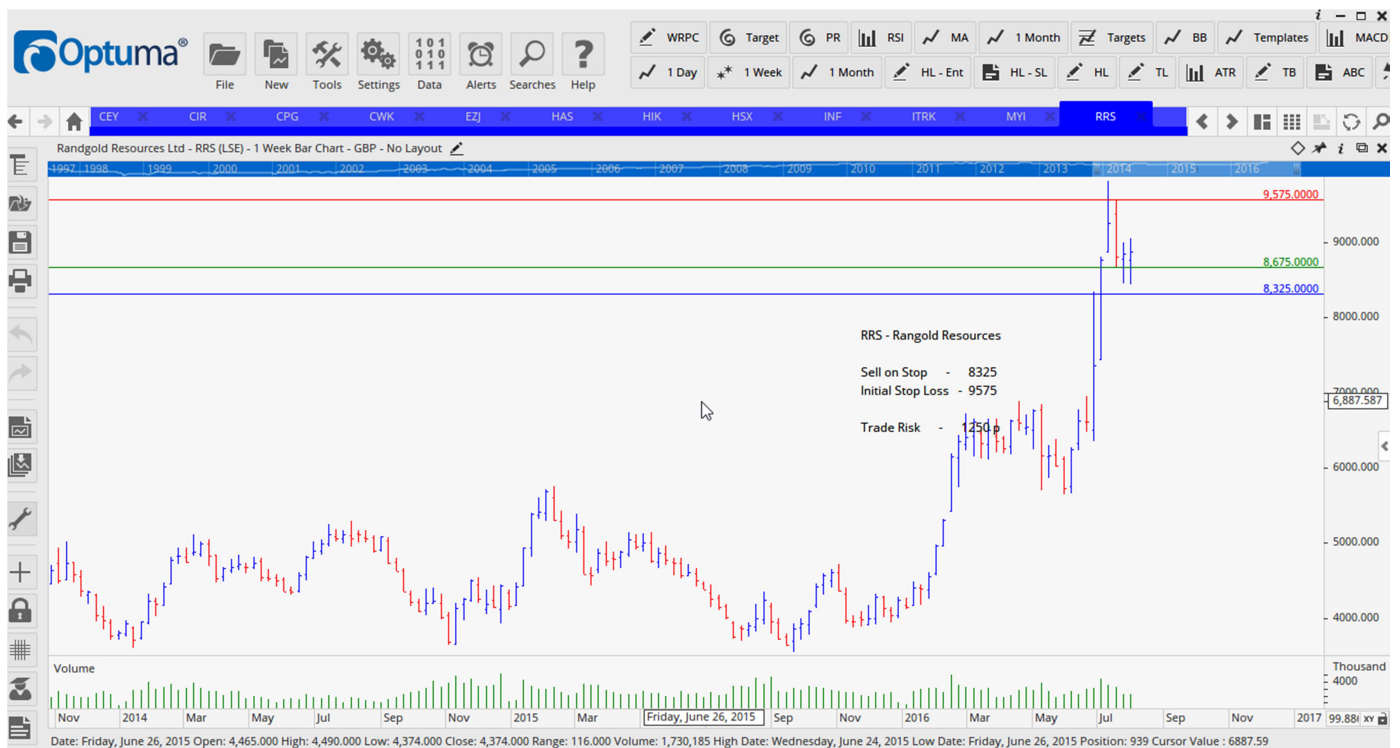 i
Optuma®
File New Tools Settings Data Alerts Searches Help
101
010
111
?
WRPC Target PR RSI MA 1 Month Targets BB Templates MACD
1 Day 1 Week 1 Month HL - Ent HL - SL HL TL ATR TB ABC
CEY CIR CPG CWK EZJ HAS HIK HSX INF ITRK MYI RRS
Randgold Resources Ltd - RRS (LSE) - 1 Week Bar Chart - GBP - No Layout
1997 1998 1999 2000 2001 2002 2003 2004 2005 2006 2007 2008 2009 2010 2011 2012 2013 2014 2015 2016
9,575.0000
9000.000
8,675.0000
8,325.0000
8000.000
RRS - Rangold Resources
Sell on Stop - 8325
Initial Stop Loss - 9575
7000.000
6,887.587
Trade Risk - 1250 p
6000.000
5000.000
4000.000
Volume
Thousand
4000
Nov 2014 Mar May Jul Sep Nov 2015 Mar Friday, June 26, 2015 Sep Nov 2016 Mar May Jul Sep Nov 2017 XY
Date: Friday, June 26, 2015 Open: 4,465.000 High: 4,490.000 Low: 4,374.000 Close: 4,374.000 Range: 116.000 Volume: 1,730,185 High Date: Wednesday, June 24, 2015 Low Date: Friday, June 26, 2015 Position: 939 Cursor Value : 6887.59